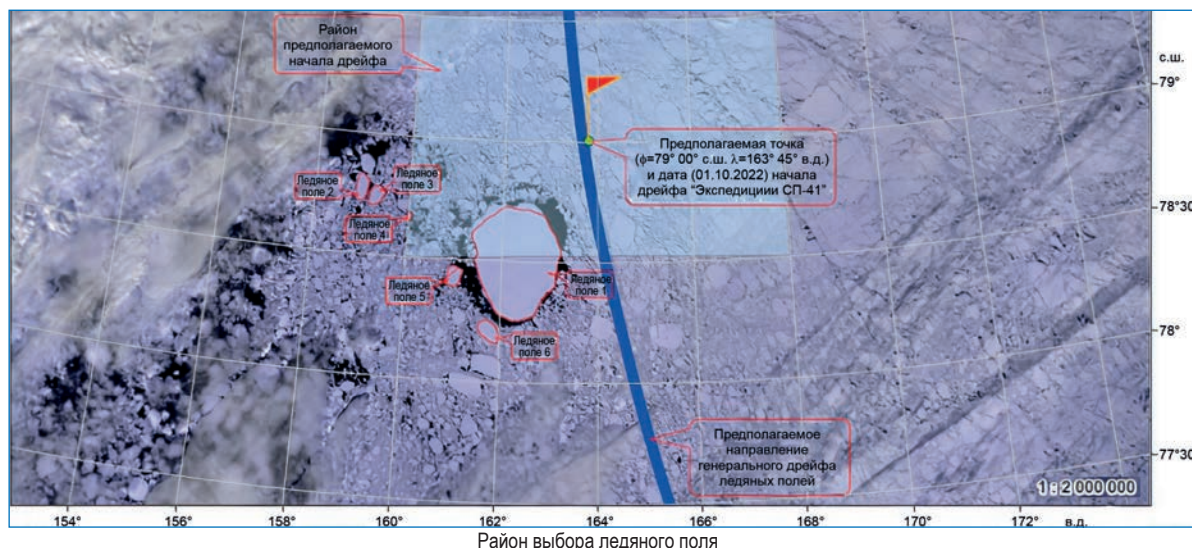 Район
предполагаемого
начала дрейфа
с.ш.
79°
Предполагаемая точка
(ϕ=79° 00° с.ш. λ=163° 45° в.д.)
и дата (01.10.2022) начала
дрейфа “Экспедициии СП-41”
Ледяное
поле 2
Ледяное
поле 3
78°30
Ледяное
поле 4
Ледяное
поле 5
Ледяное
поле 1
78°
Ледяное
поле 6
Предполагаемое
направление
генерального дрейфа
ледяных полей
77°30
1 : 2 000 000
154° 156° 158° 160° 162° 164° 166° 168° 170° 172° в.д.
Район выбора ледяного поля